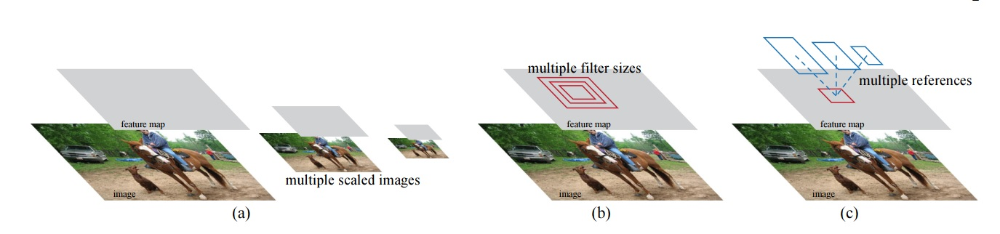 feature map
image
multiple scaled images
(a)
multiple filter sizes
feature map
image
(b)
multiple references
feature map
image
(c)